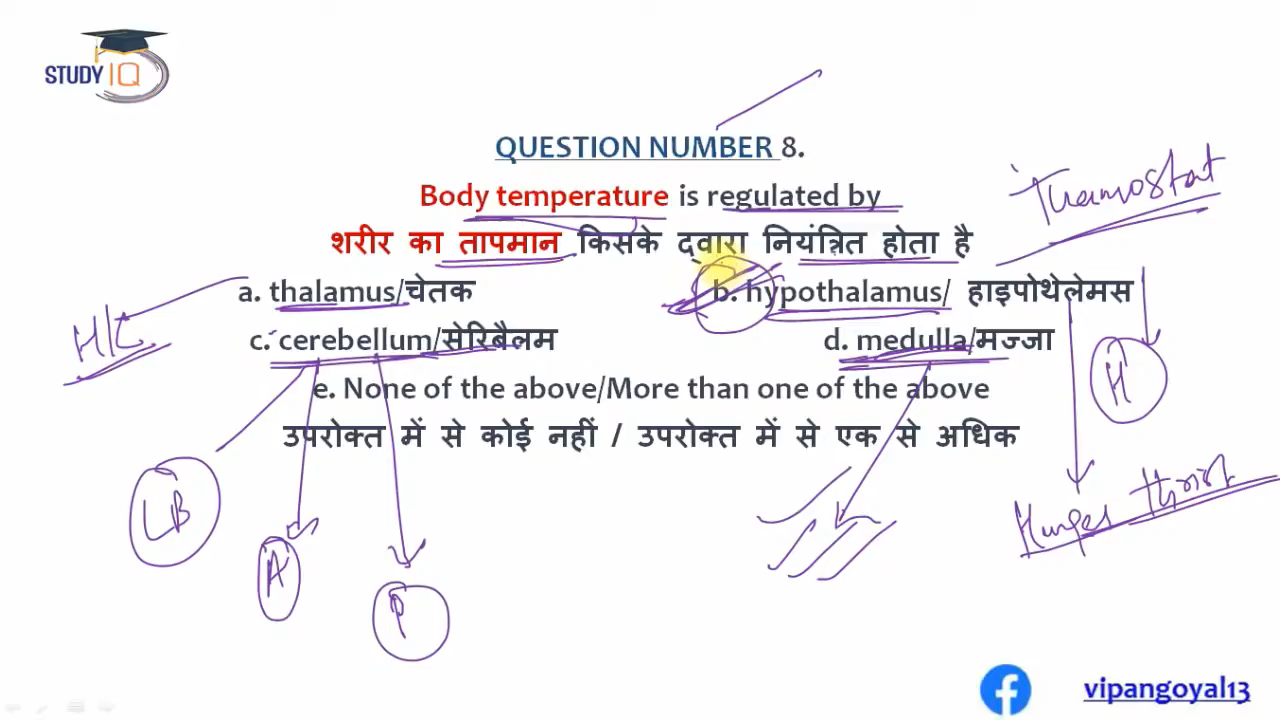 STUDY IQ
QUESTION NUMBER 8.
Thermostat
Body temperature is regulated by
शरीर का तापमान किसके द्वारा नियंत्रित होता है
a. thalamus/चेतक
b. hypothalamus/ हाइपोथेलेमस
H/C
c. cerebellum/सेरिबैलम
d. medulla/मज्जा
H
e. None of the above/More than one of the above
उपरोक्त में से कोई नहीं / उपरोक्त में से एक से अधिक
LB
Hunger thrist
A
P
vipangoyal13